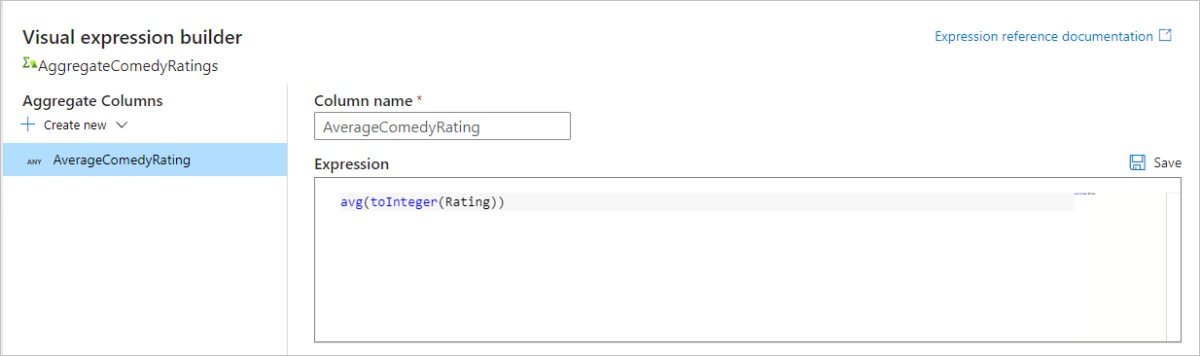 Visual expression builder
Expression reference documentation
AggregateComedyRatings
Aggregate Columns
Create new
ANY AverageComedyRating
Column name *
AverageComedyRating
Expression
Save
avg(toInteger(Rating))